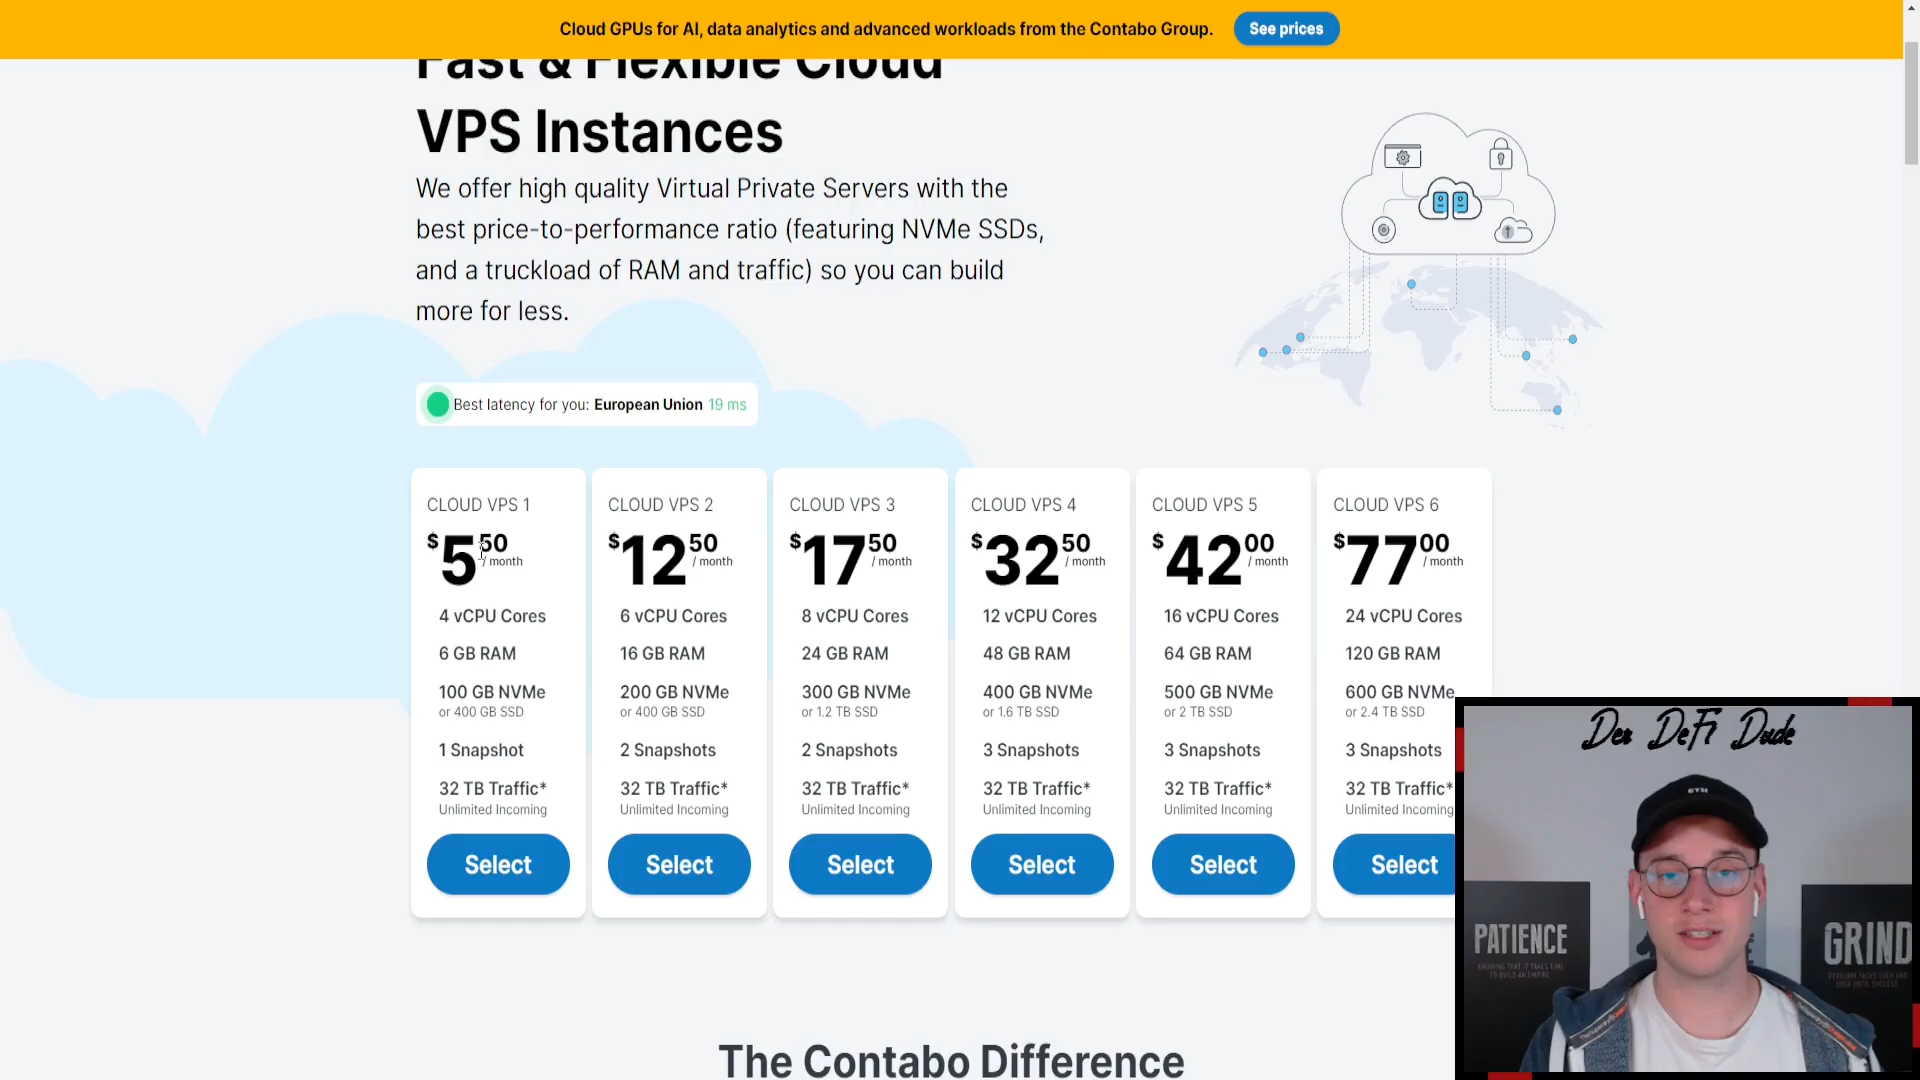 Cloud GPUs for AI, data analytics and advanced workloads from the Contabo Group.
See prices
Fast & Flexible Cloud
VPS Instances
We offer high quality Virtual Private Servers with the
best price-to-performance ratio (featuring NVMe SSDs,
and a truckload of RAM and traffic) so you can build
more for less.
Best latency for you: European Union 19 ms
CLOUD VPS 1
$5 50 / month
4 vCPU Cores
6 GB RAM
100 GB NVMe
or 400 GB SSD
1 Snapshot
32 TB Traffic*
Unlimited Incoming
Select
CLOUD VPS 2
$12 50 / month
6 vCPU Cores
16 GB RAM
200 GB NVMe
or 400 GB SSD
2 Snapshots
32 TB Traffic*
Unlimited Incoming
Select
CLOUD VPS 3
$17 50 / month
8 vCPU Cores
24 GB RAM
300 GB NVMe
or 1.2 TB SSD
2 Snapshots
32 TB Traffic*
Unlimited Incoming
Select
CLOUD VPS 4
$32 50 / month
12 vCPU Cores
48 GB RAM
400 GB NVMe
or 1.6 TB SSD
3 Snapshots
32 TB Traffic*
Unlimited Incoming
Select
CLOUD VPS 5
$42 00 / month
16 vCPU Cores
64 GB RAM
500 GB NVMe
or 2 TB SSD
3 Snapshots
32 TB Traffic*
Unlimited Incoming
Select
CLOUD VPS 6
$77 00 / month
24 vCPU Cores
120 GB RAM
600 GB NVMe
or 2.4 TB SSD
3 Snapshots
32 TB Traffic*
Unlimited Incoming
Select
The Contabo Difference
Der DeFi Dude
ETH
PATIENCE
KNOWING THAT IT TAKES TIME
TO BUILD AN EMPIRE
GRIND